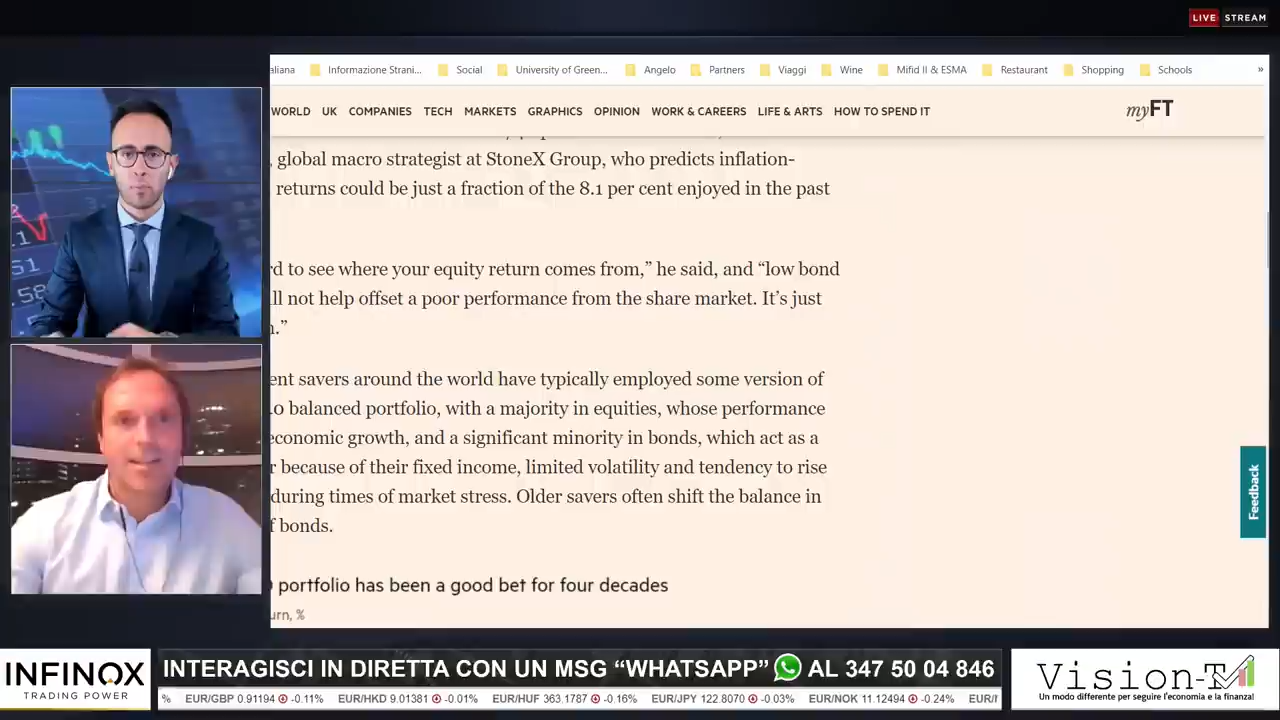 LIVE STREAM
aliana Informazione Strani... Social University of Green... Angelo Partners Viaggi Wine Mifid II & ESMA Restaurant Shopping Schools »
WORLD UK COMPANIES TECH MARKETS GRAPHICS OPINION WORK & CAREERS LIFE & ARTS HOW TO SPEND IT myFT
, global macro strategist at StoneX Group, who predicts inflation-
returns could be just a fraction of the 8.1 per cent enjoyed in the past
rd to see where your equity return comes from,” he said, and “low bond
ll not help offset a poor performance from the share market. It’s just
.”
ent savers around the world have typically employed some version of
balanced portfolio, with a majority in equities, whose performance
economic growth, and a significant minority in bonds, which act as a
r because of their fixed income, limited volatility and tendency to rise
during times of market stress. Older savers often shift the balance in
f bonds.
portfolio has been a good bet for four decades
urn, %
Feedback
.1
51
.58
INFINOX
TRADING POWER
INTERAGISCI IN DIRETTA CON UN MSG “WHATSAPP” AL 347 50 04 846
% EUR/GBP 0.91194 -0.11% EUR/HKD 9.01381 -0.01% EUR/HUF 363.1787 -0.16% EUR/JPY 122.8070 -0.03% EUR/NOK 11.12494 -0.24%
Vision-T
Un modo differente per seguire l'economia e la finanza!